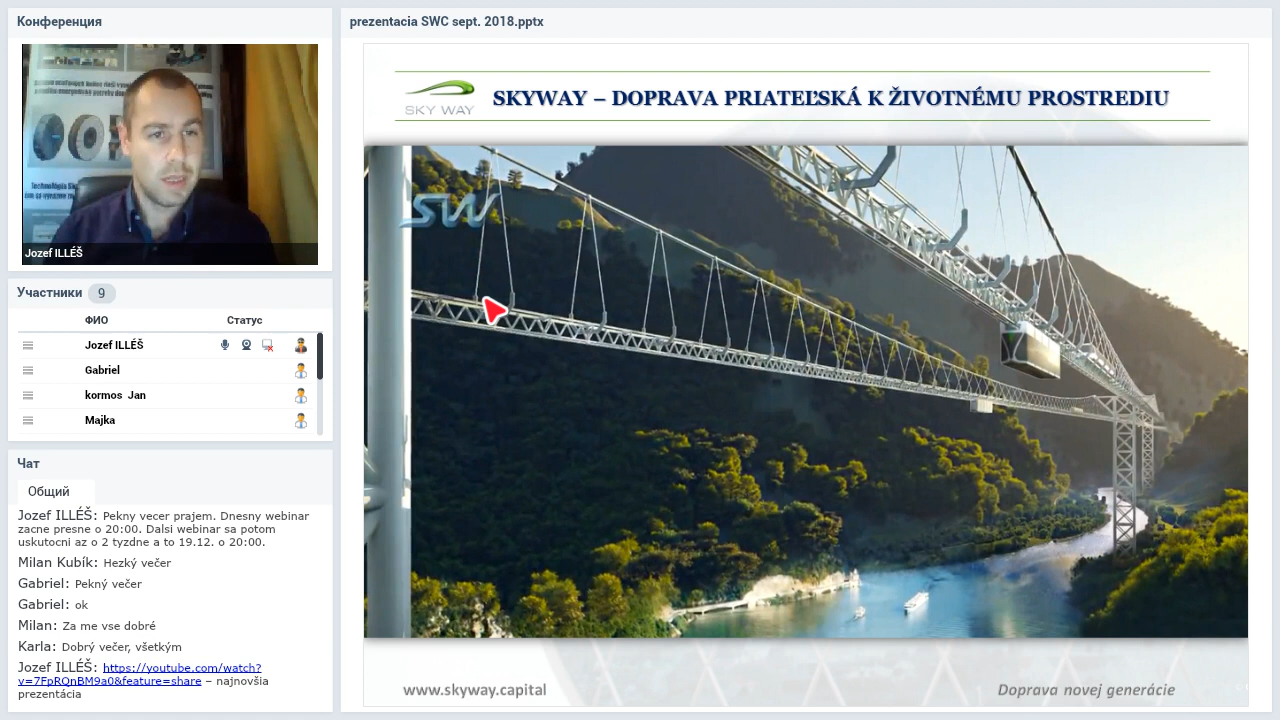 Конференция
Jozef ILLÉŠ
Участники 9
ФИО Статус
Jozef ILLÉŠ
Gabriel
kormos Jan
Majka
Чат
Общий
Jozef ILLÉŠ: Pekny vecer prajem. Dnesny webinar
zacne presne o 20:00. Dalsi webinar sa potom
uskutocni az o 2 tyzdne a to 19.12. o 20:00.
Milan Kubík: Hezký večer
Gabriel: Pekný večer
Gabriel: ok
Milan: Za me vse dobré
Karla: Dobrý večer, všetkým
Jozef ILLÉŠ: https://youtube.com/watch?
v=7FpRQnBM9a0&feature=share – najnovšia
prezentácia
prezentacia SWC sept. 2018.pptx
SKY WAY
SKYWAY – DOPRAVA PRIATEĽSKÁ K ŽIVOTNÉMU PROSTREDIU
SW
www.skyway.capital
Doprava novej generácie